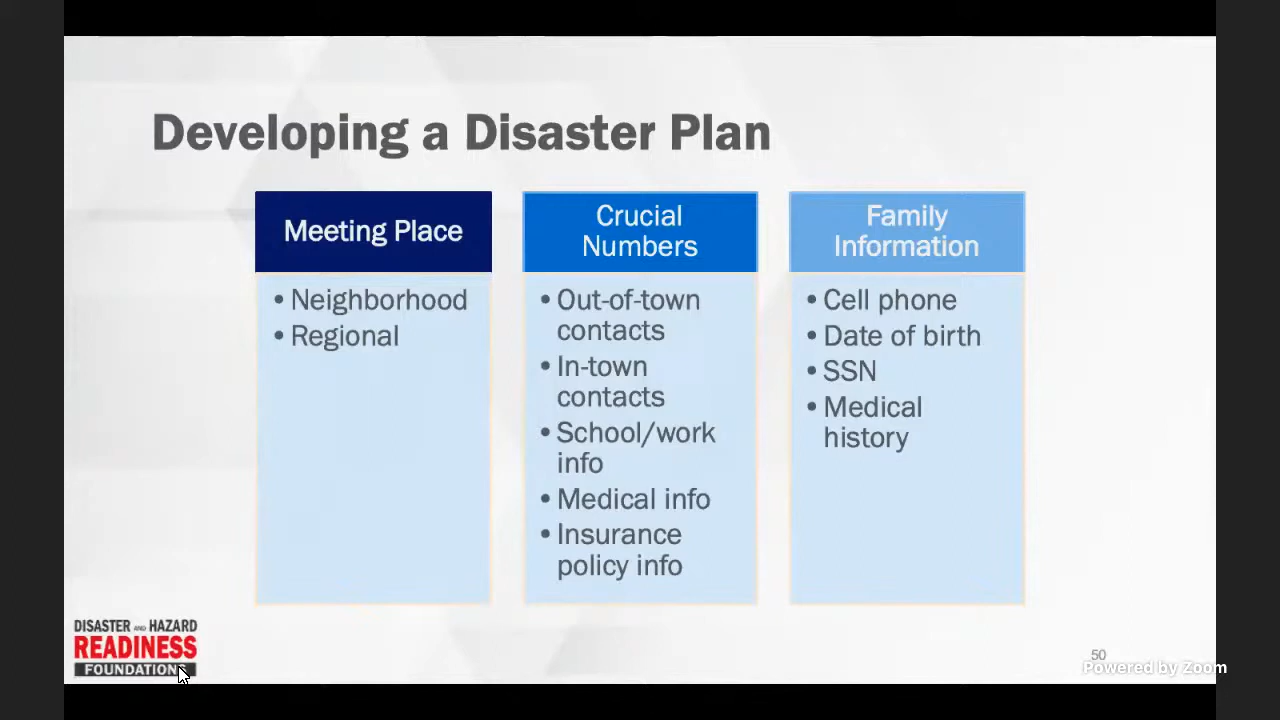 Developing a Disaster Plan
Meeting Place
• Neighborhood
• Regional
Crucial
Numbers
• Out-of-town
contacts
• In-town
contacts
• School/work
info
• Medical info
• Insurance
policy info
Family
Information
• Cell phone
• Date of birth
• SSN
• Medical
history
DISASTER AND HAZARD
READINESS
FOUNDATIONS
50
Powered by Zoom